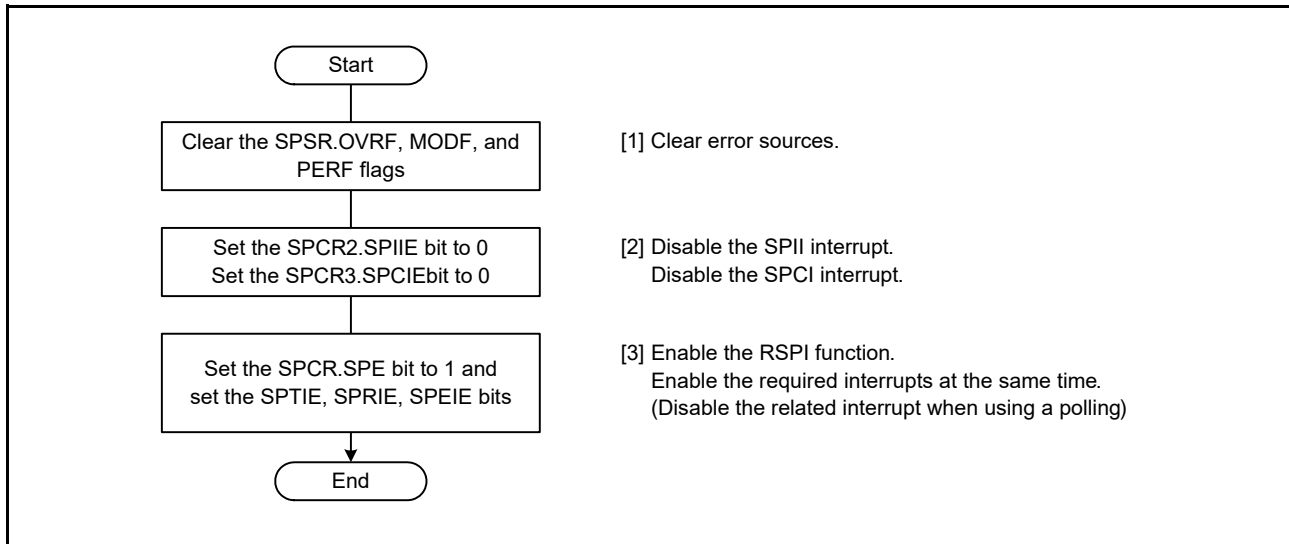 Start
Clear the SPSR.OVRF, MODF, and
PERF flags
[1] Clear error sources.
Set the SPCR2.SPIIE bit to 0
Set the SPCR3.SPCIEbit to 0
[2] Disable the SPII interrupt.
Disable the SPCI interrupt.
Set the SPCR.SPE bit to 1 and
set the SPTIE, SPRIE, SPEIE bits
[3] Enable the RSPI function.
Enable the required interrupts at the same time.
(Disable the related interrupt when using a polling)
End